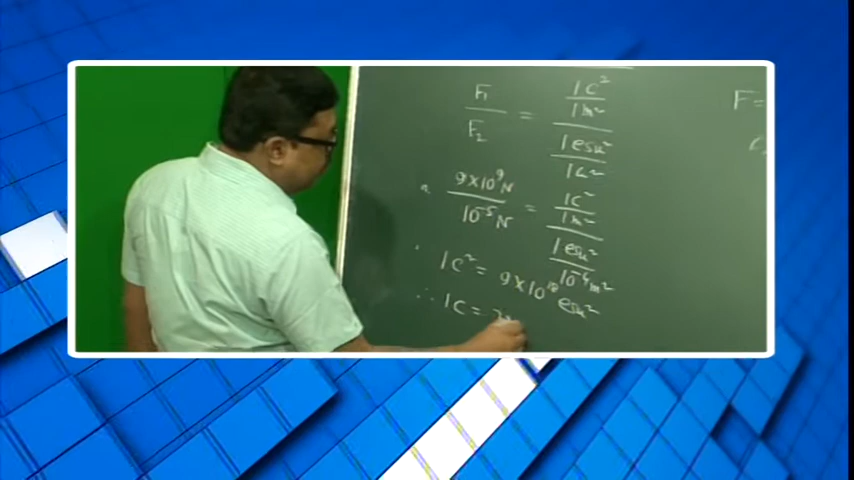 F₁/F₂ = (1C²/1m²)/(1esu²/1cm²)
F=
9×10⁹N/10⁻⁵N = (1C²/1m²)/(1esu²/10⁻⁴m²)
1C² = 9×10¹⁸ esu²
∴ 1C = 3×